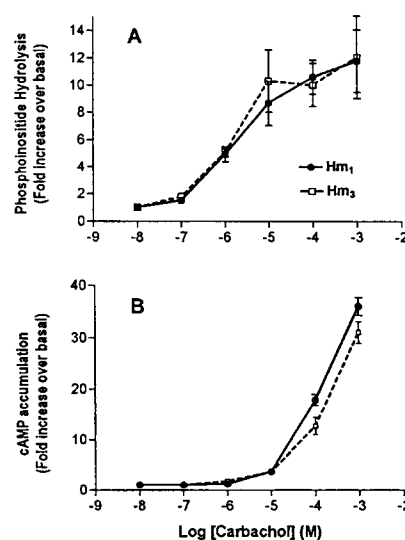 A
Phosphoinositide Hydrolysis
(Fold increase over basal)
14
12
10
8
6
4
2
0
Hm1
Hm3
-9 -8 -7 -6 -5 -4 -3 -2
B
cAMP accumulation
(Fold increase over basal)
40
30
20
10
0
-9 -8 -7 -6 -5 -4 -3 -2
Log [Carbachol] (M)